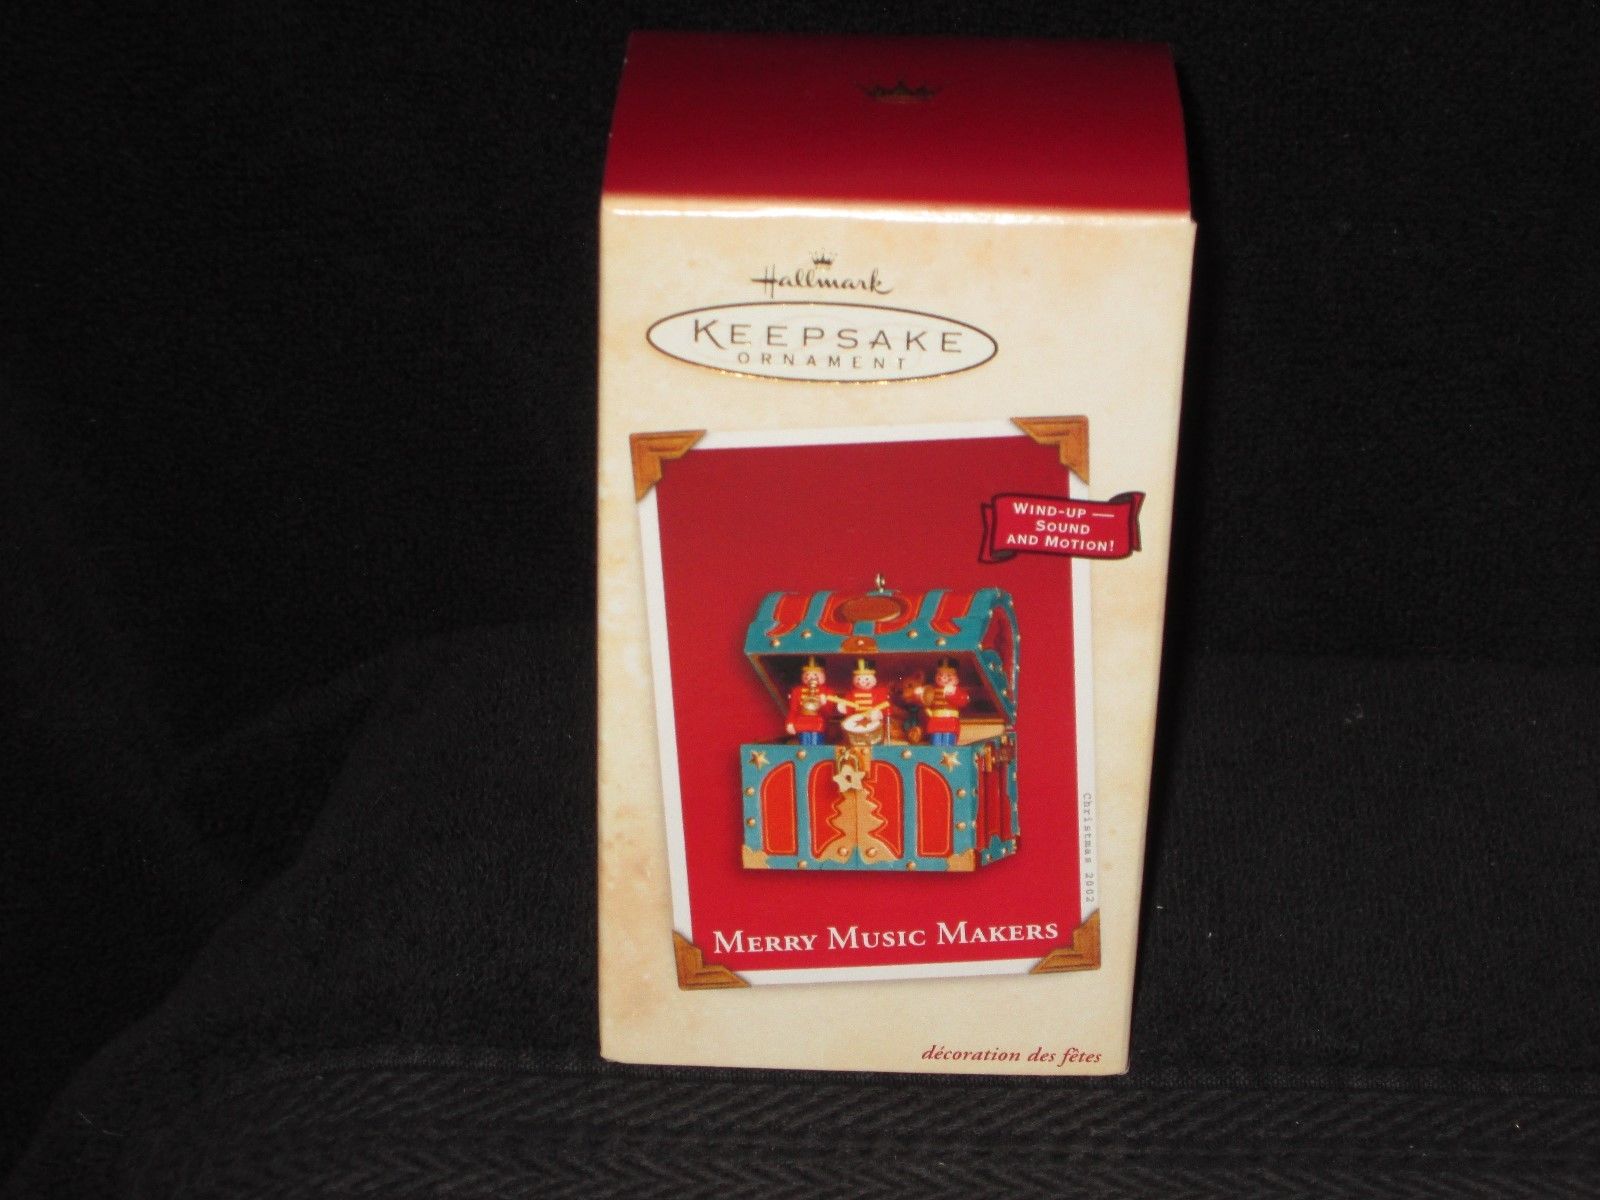 Hallmark
KEEPSAKE
ORNAMENT
WIND-UP —
SOUND
AND MOTION!
Christmas 2002
MERRY MUSIC MAKERS
décoration des fêtes